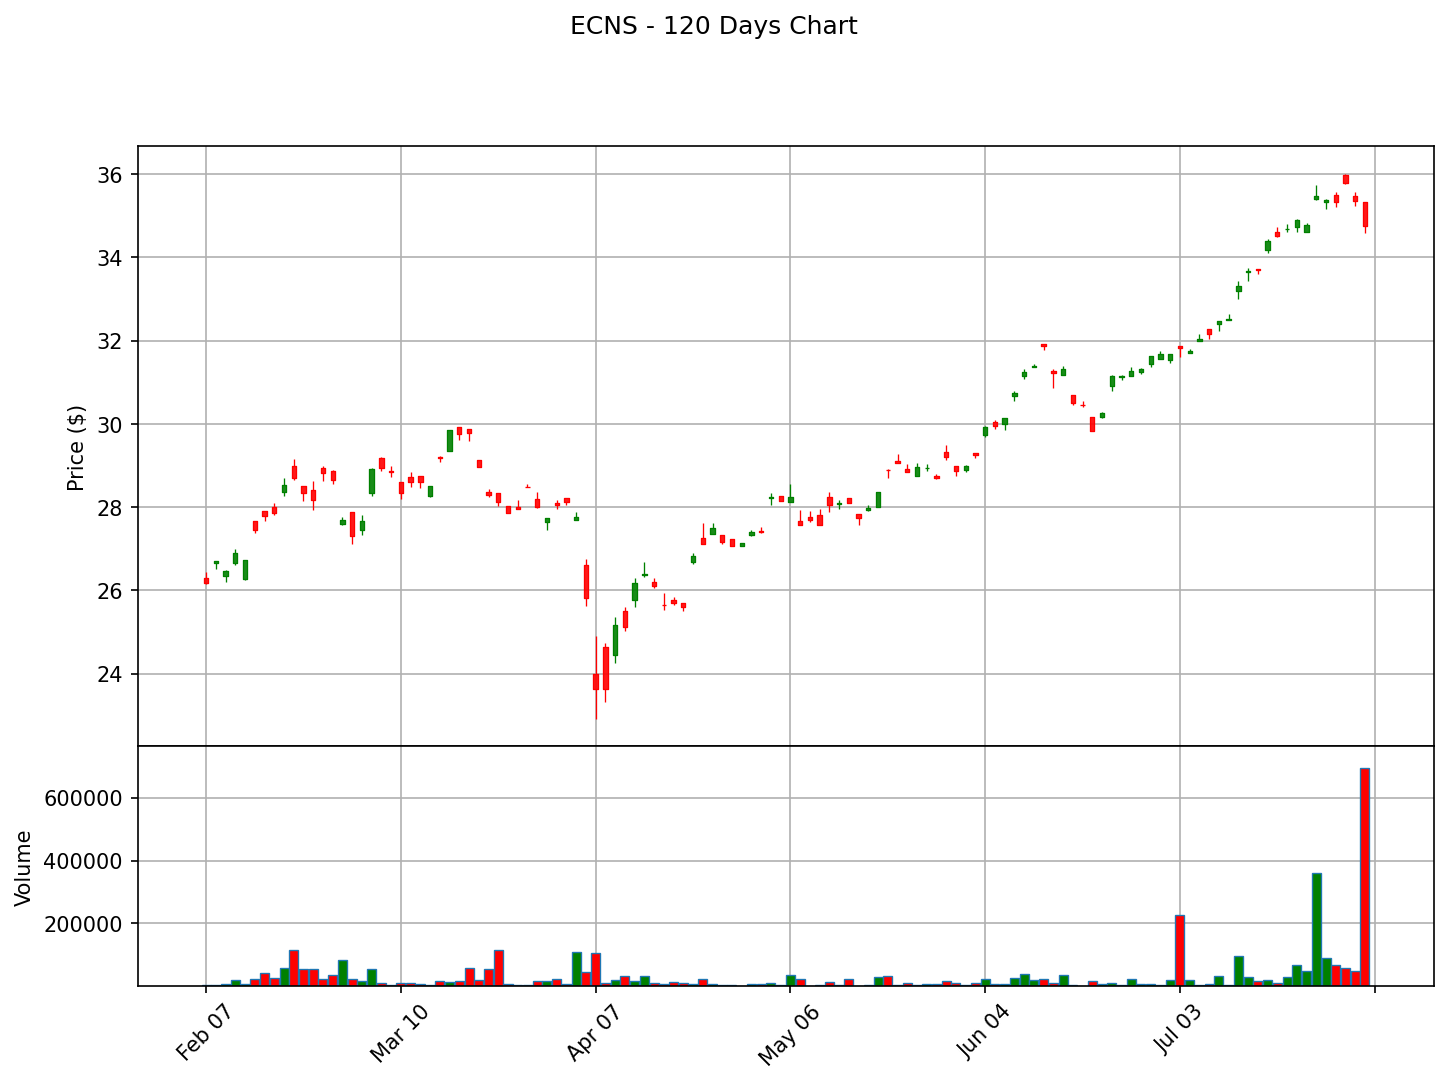 ECNS - 120 Days Chart
Price ($)
36
34
32
30
28
26
24
Volume
600000
400000
200000
Feb 07
Mar 10
Apr 07
May 06
Jun 04
Jul 03